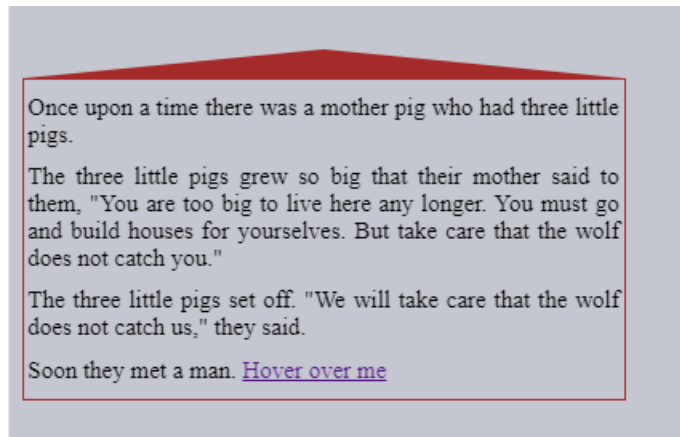 Once upon a time there was a mother pig who had three little
pigs.
The three little pigs grew so big that their mother said to
them, "You are too big to live here any longer. You must go
and build houses for yourselves. But take care that the wolf
does not catch you."
The three little pigs set off. "We will take care that the wolf
does not catch us," they said.
Soon they met a man. Hover over me